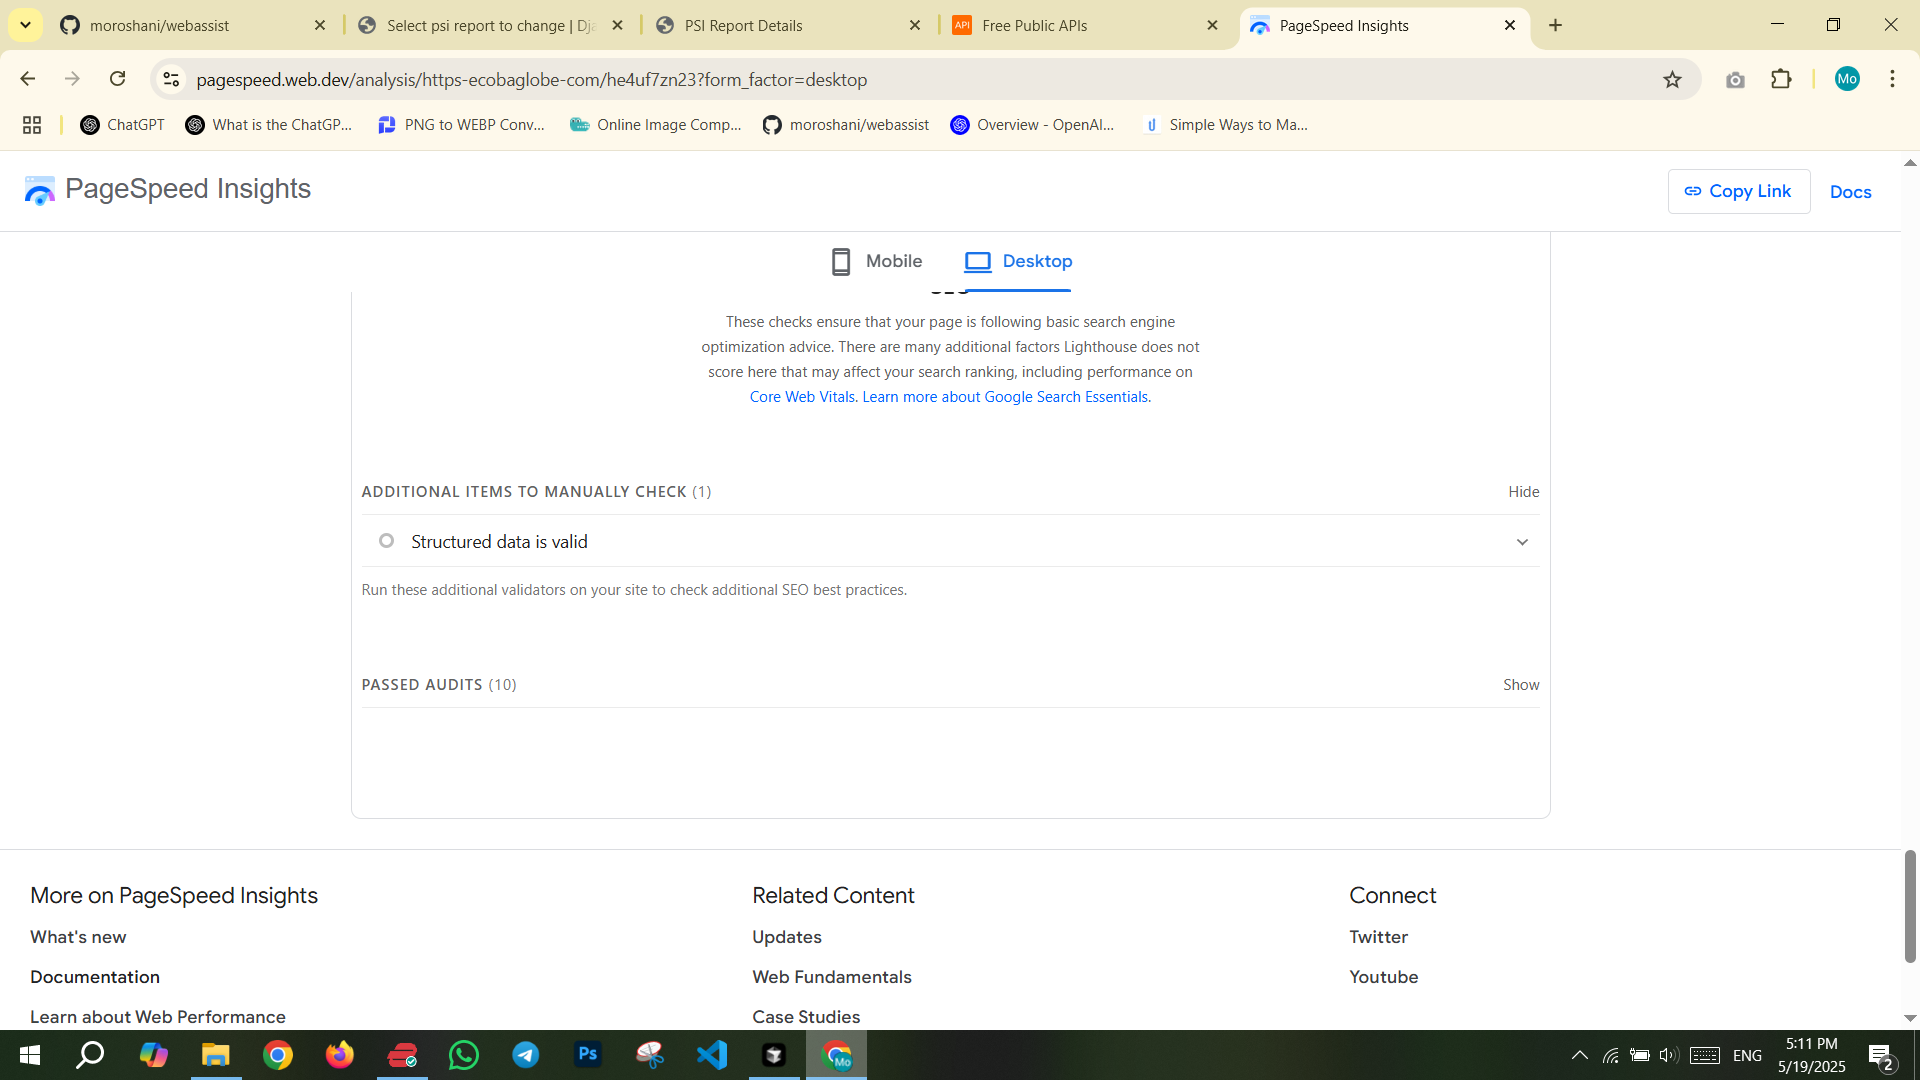 moroshani/webassist
Select psi report to change | Dja
PSI Report Details
API
Free Public APIs
PageSpeed Insights
pagespeed.web.dev/analysis/https-ecobaglobe-com/he4uf7zn23?form_factor=desktop
Mo
ChatGPT
What is the ChatGP...
PNG to WEBP Conv...
Online Image Comp...
moroshani/webassist
Overview - OpenAI...
Simple Ways to Ma...
PageSpeed Insights
Copy Link
Docs
Mobile
Desktop
These checks ensure that your page is following basic search engine
optimization advice. There are many additional factors Lighthouse does not
score here that may affect your search ranking, including performance on
Core Web Vitals. Learn more about Google Search Essentials.
ADDITIONAL ITEMS TO MANUALLY CHECK (1)
Hide
Structured data is valid
Run these additional validators on your site to check additional SEO best practices.
PASSED AUDITS (10)
Show
More on PageSpeed Insights
What's new
Documentation
Learn about Web Performance
Related Content
Updates
Web Fundamentals
Case Studies
Connect
Twitter
Youtube
Ps
Mo
ENG
5:11 PM
5/19/2025
2